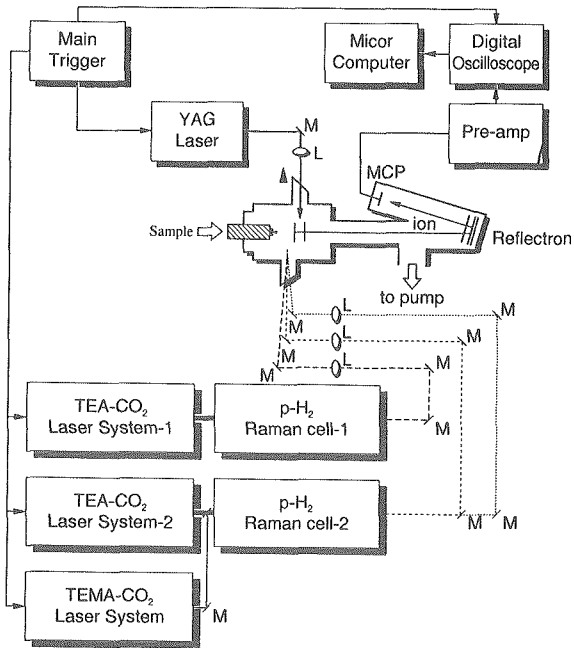 Main
Trigger
Micor
Computer
Digital
Oscilloscope
YAG
Laser
M
L
Pre-amp
MCP
Sample
ion
Reflectron
to pump
L
M
M
L
M
M
L
M
M
TEA-CO₂
Laser System-1
p-H₂
Raman cell-1
M
TEA-CO₂
Laser System-2
p-H₂
Raman cell-2
M
M
TEMA-CO₂
Laser System
M